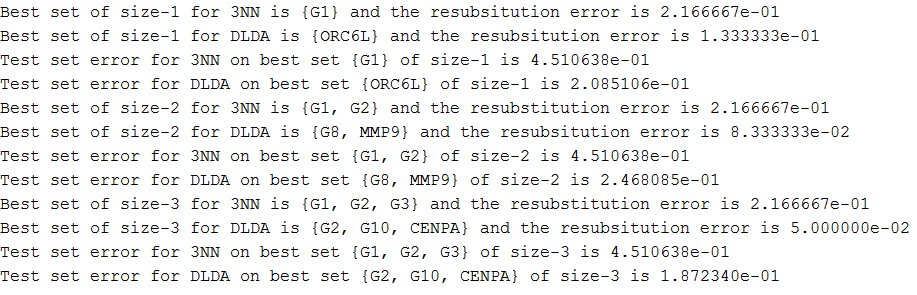 Best set of size-1 for 3NN is {G1} and the resubsitution error is 2.166667e-01
Best set of size-1 for DLDA is {ORC6L} and the resubsitution error is 1.333333e-01
Test set error for 3NN on best set {G1} of size-1 is 4.510638e-01
Test set error for DLDA on best set {ORC6L} of size-1 is 2.085106e-01
Best set of size-2 for 3NN is {G1, G2} and the resubstitution error is 2.166667e-01
Best set of size-2 for DLDA is {G8, MMP9} and the resubsitution error is 8.333333e-02
Test set error for 3NN on best set {G1, G2} of size-2 is 4.510638e-01
Test set error for DLDA on best set {G8, MMP9} of size-2 is 2.468085e-01
Best set of size-3 for 3NN is {G1, G2, G3} and the resubstitution error is 2.166667e-01
Best set of size-3 for DLDA is {G2, G10, CENPA} and the resubsitution error is 5.000000e-02
Test set error for 3NN on best set {G1, G2, G3} of size-3 is 4.510638e-01
Test set error for DLDA on best set {G2, G10, CENPA} of size-3 is 1.872340e-01